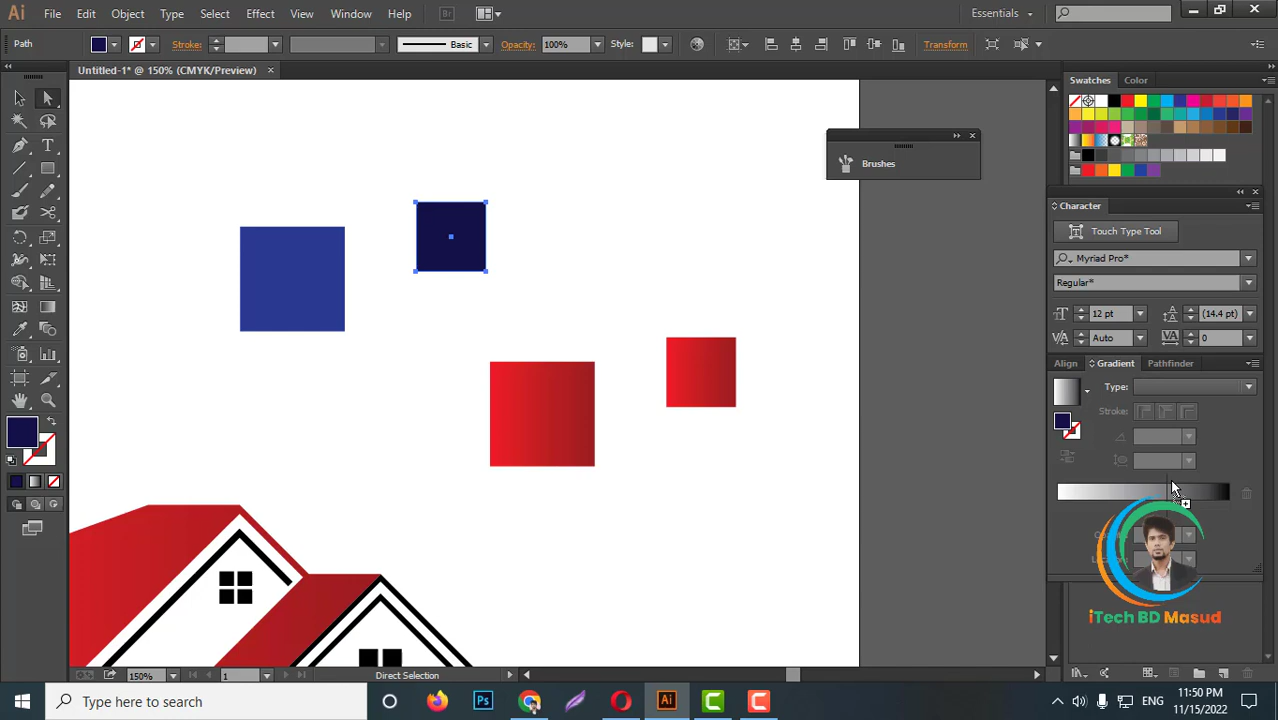 Ai File Edit Object Type Select Effect View Window Help Br Essentials
Path Stroke: Basic Opacity: 100% Style: Transform
Untitled-1* @ 150% (CMYK/Preview)
Swatches Color
Brushes
Character
Touch Type Tool
Myriad Pro*
Regular*
12 pt (14.4 pt)
Auto 0
Align Gradient Pathfinder
Type:
Stroke:
iTech BD Masud
150% 1 Direct Selection
Type here to search Ps Ai ENG 11:50 PM
11/15/2022